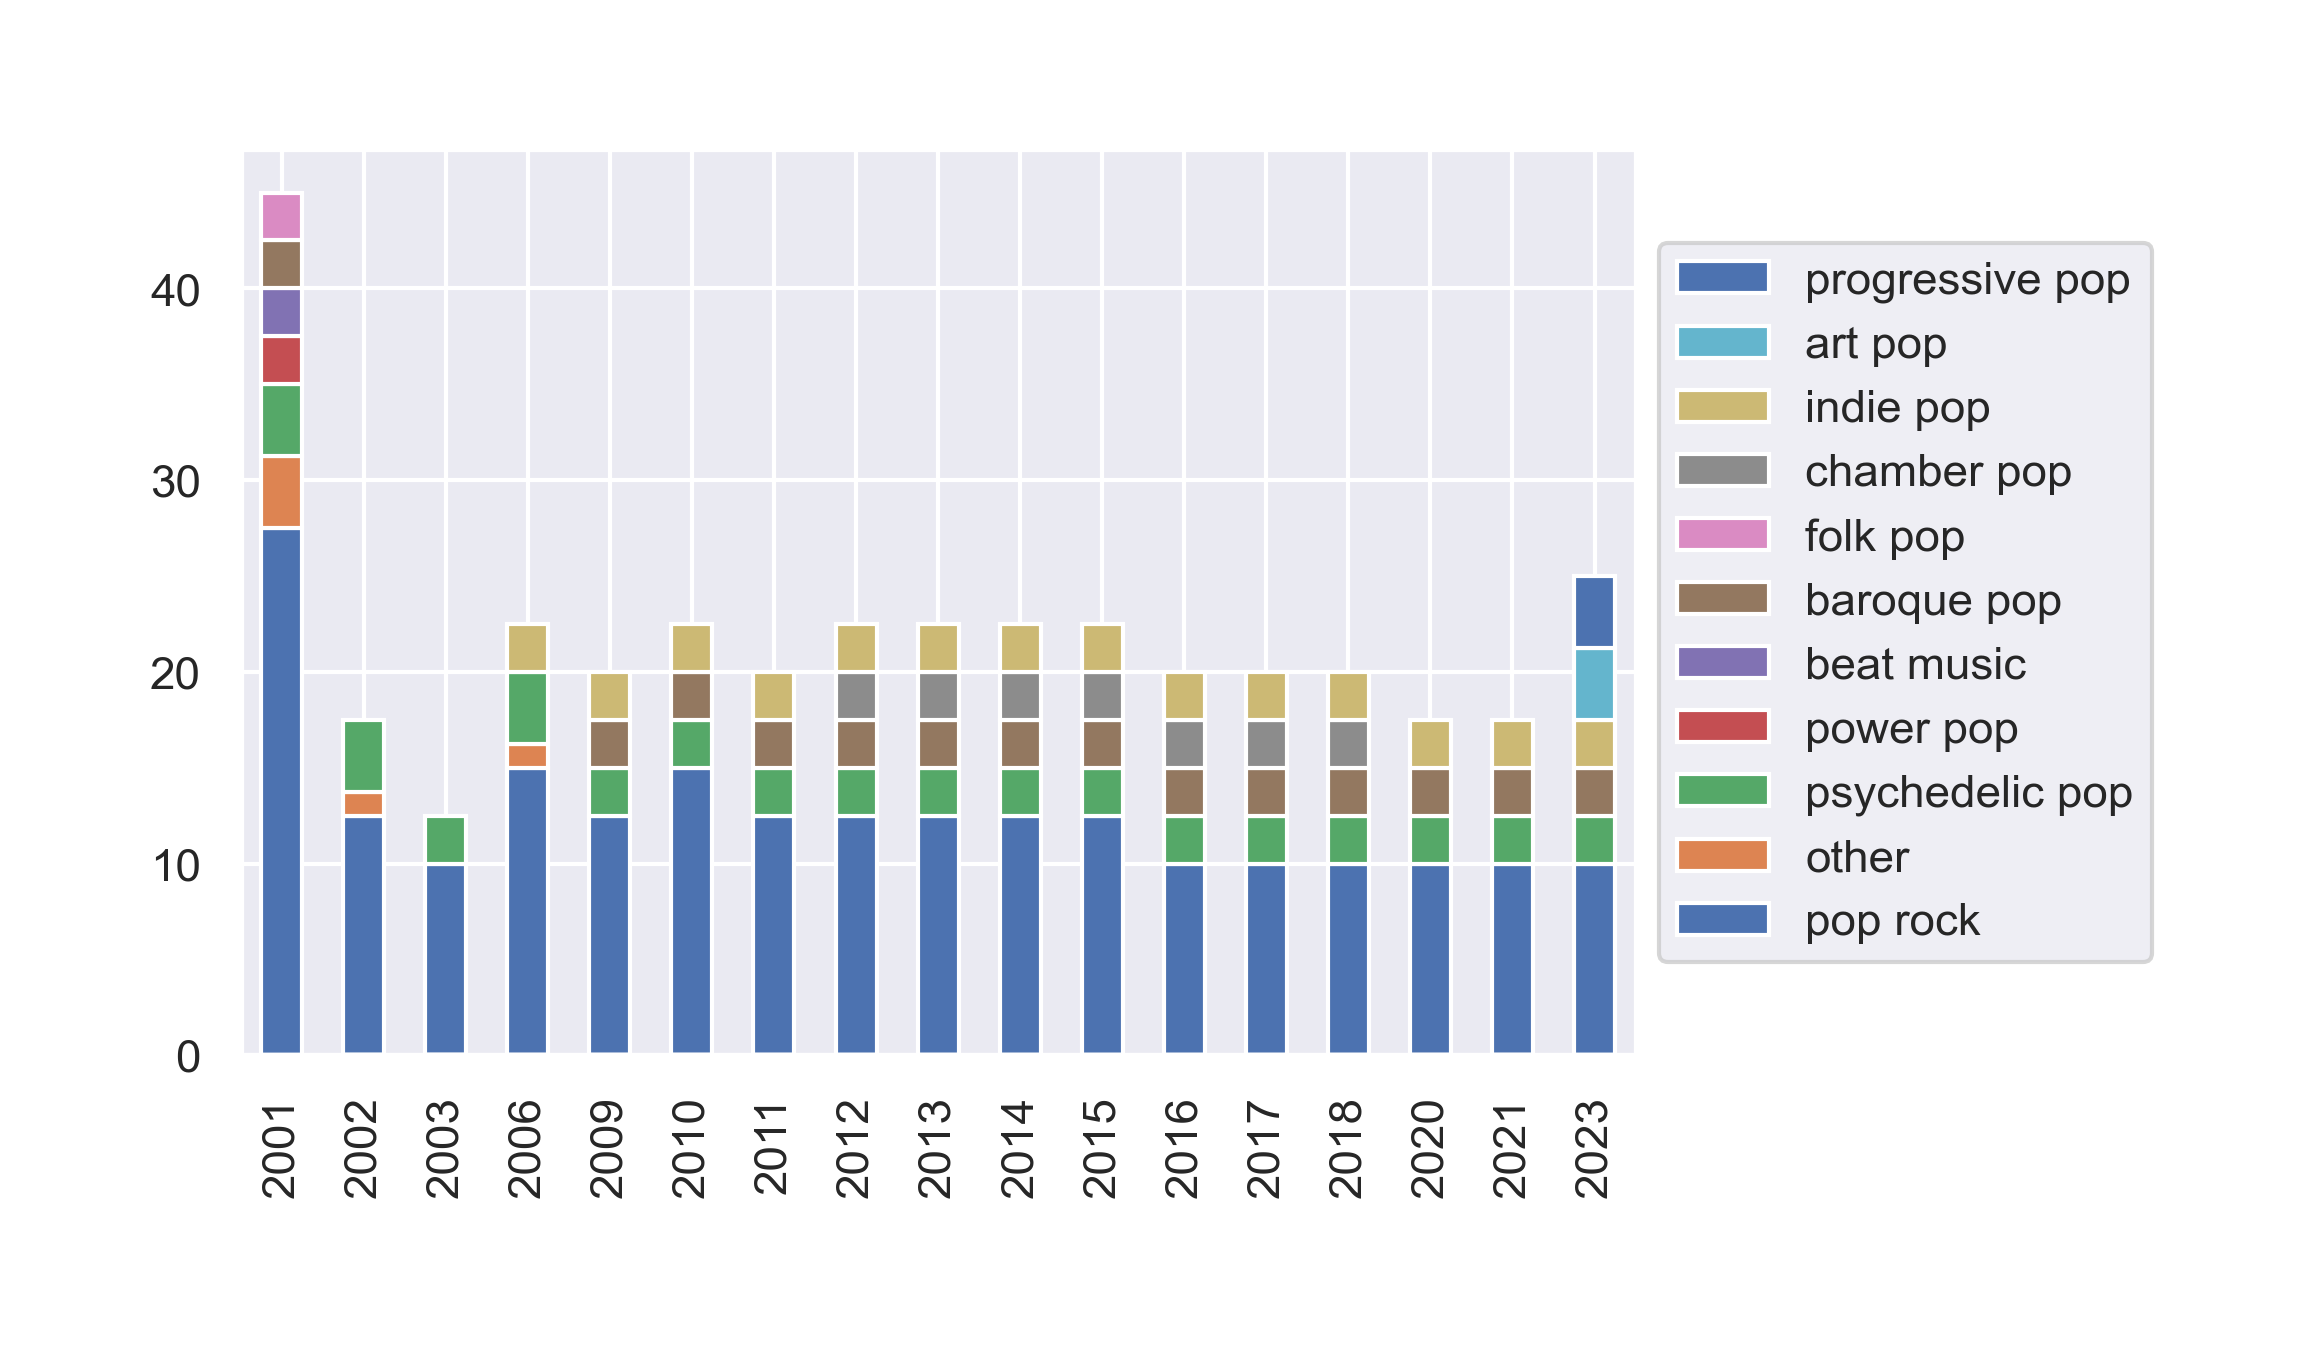 40
30
20
10
0
2001
2002
2003
2006
2009
2010
2011
2012
2013
2014
2015
2016
2017
2018
2020
2021
2023
progressive pop
art pop
indie pop
chamber pop
folk pop
baroque pop
beat music
power pop
psychedelic pop
other
pop rock